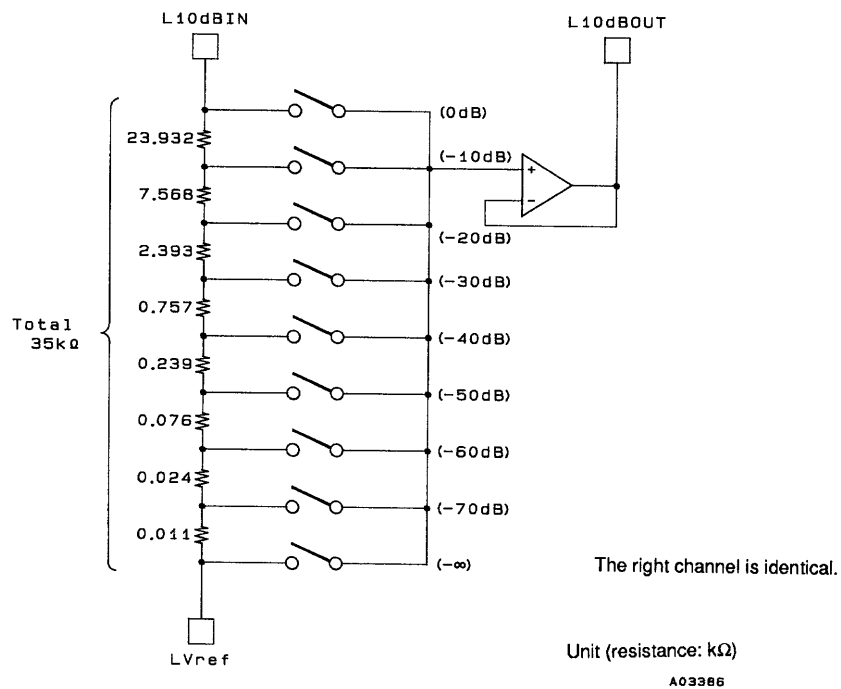 L10dBIN
L10dBOUT
(0dB)
23.932
(-10dB)
+
7.568
-
(-20dB)
2.393
(-30dB)
0.757
Total
35kΩ
(-40dB)
0.239
(-50dB)
0.076
(-60dB)
0.024
(-70dB)
0.011
(-∞)
The right channel is identical.
LVref
Unit (resistance: kΩ)
A03386